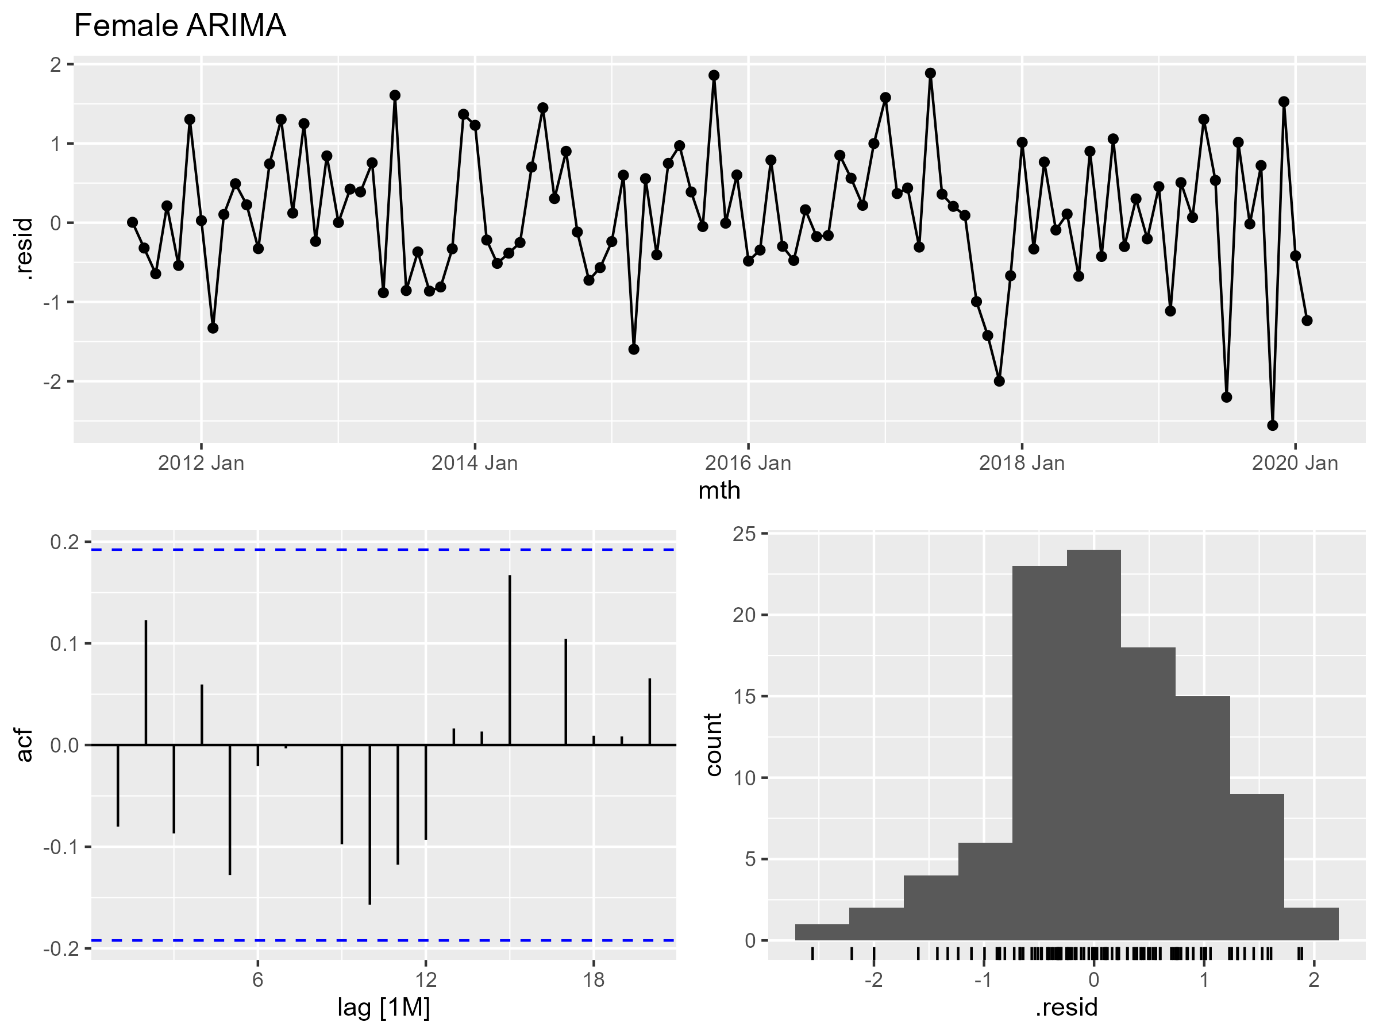 Female ARIMA
2
1
0
-1
-2
.resid
2012 Jan
2014 Jan
2016 Jan
2018 Jan
2020 Jan
mth
0.2
0.1
0.0
-0.1
-0.2
acf
6
12
18
lag [1M]
25
20
15
10
5
0
count
-2
-1
0
1
2
.resid